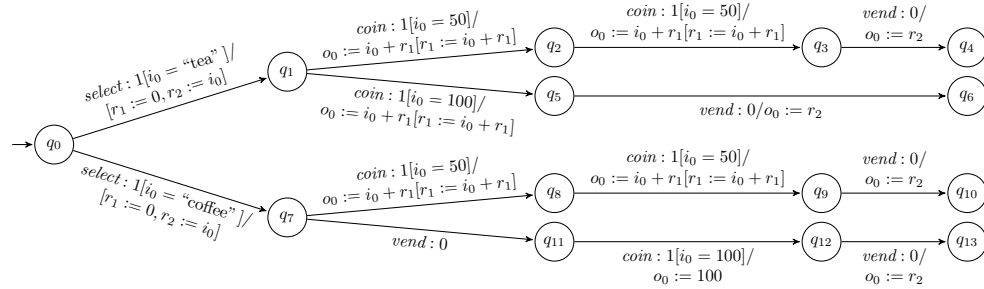 coin : 1[i₀ = 50]/
o₀ := i₀ + r₁[r₁ := i₀ + r₁]
coin : 1[i₀ = 50]/
o₀ := i₀ + r₁[r₁ := i₀ + r₁]
vend : 0/
o₀ := r₂
q₂
q₃
q₄
select : 1[i₀ = “tea” ]/
[r₁ := 0, r₂ := i₀]
q₁
coin : 1[i₀ = 100]/
o₀ := i₀ + r₁[r₁ := i₀ + r₁]
q₅
vend : 0/o₀ := r₂
q₆
q₀
select : 1[i₀ = “coffee” ]/
[r₁ := 0, r₂ := i₀]
coin : 1[i₀ = 50]/
o₀ := i₀ + r₁[r₁ := i₀ + r₁]
coin : 1[i₀ = 50]/
o₀ := i₀ + r₁[r₁ := i₀ + r₁]
vend : 0/
o₀ := r₂
q₈
q₉
q₁₀
q₇
vend : 0
q₁₁
coin : 1[i₀ = 100]/
o₀ := 100
q₁₂
vend : 0/
o₀ := r₂
q₁₃